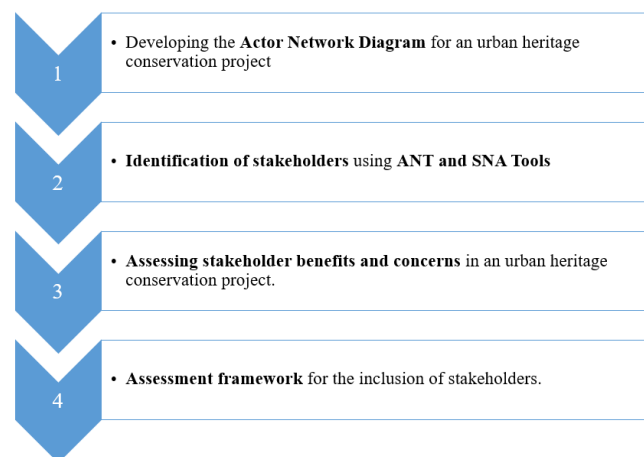 1
• Developing the Actor Network Diagram for an urban heritage
conservation project
2
• Identification of stakeholders using ANT and SNA Tools
3
• Assessing stakeholder benefits and concerns in an urban heritage
conservation project.
4
• Assessment framework for the inclusion of stakeholders.